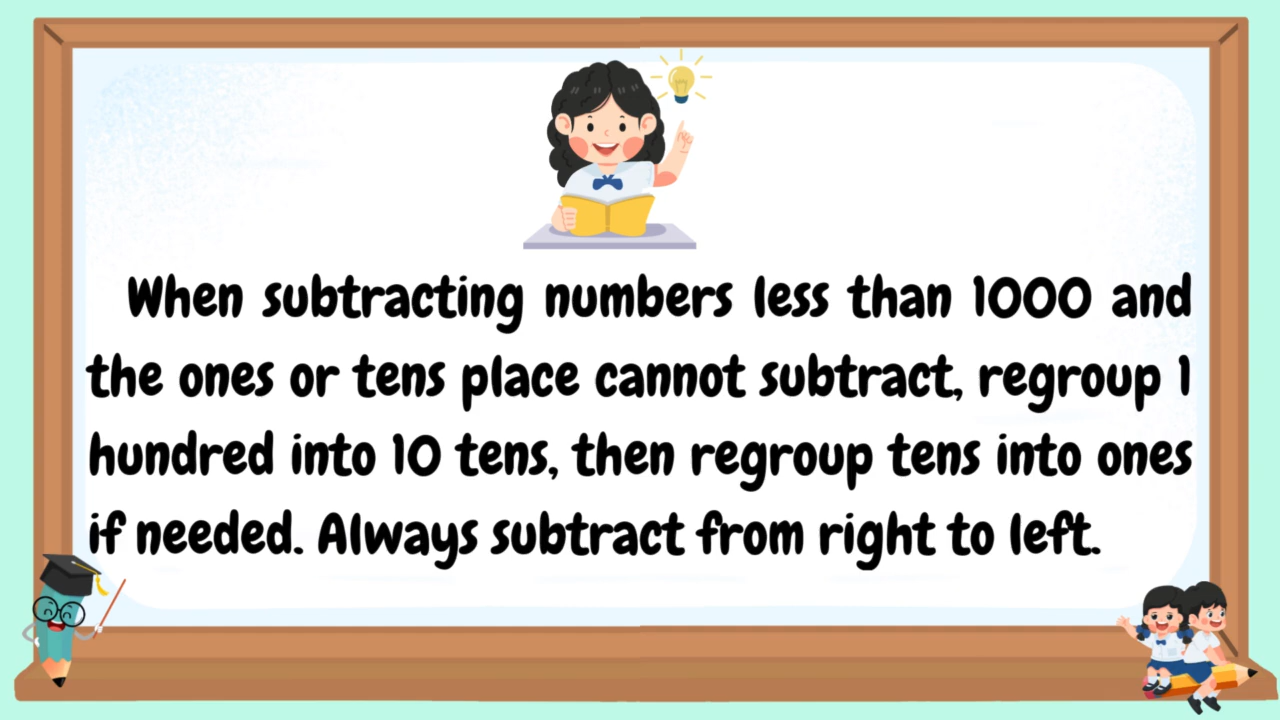 When subtracting numbers less than 1000 and
the ones or tens place cannot subtract, regroup 1
hundred into 10 tens, then regroup tens into ones
if needed. Always subtract from right to left.